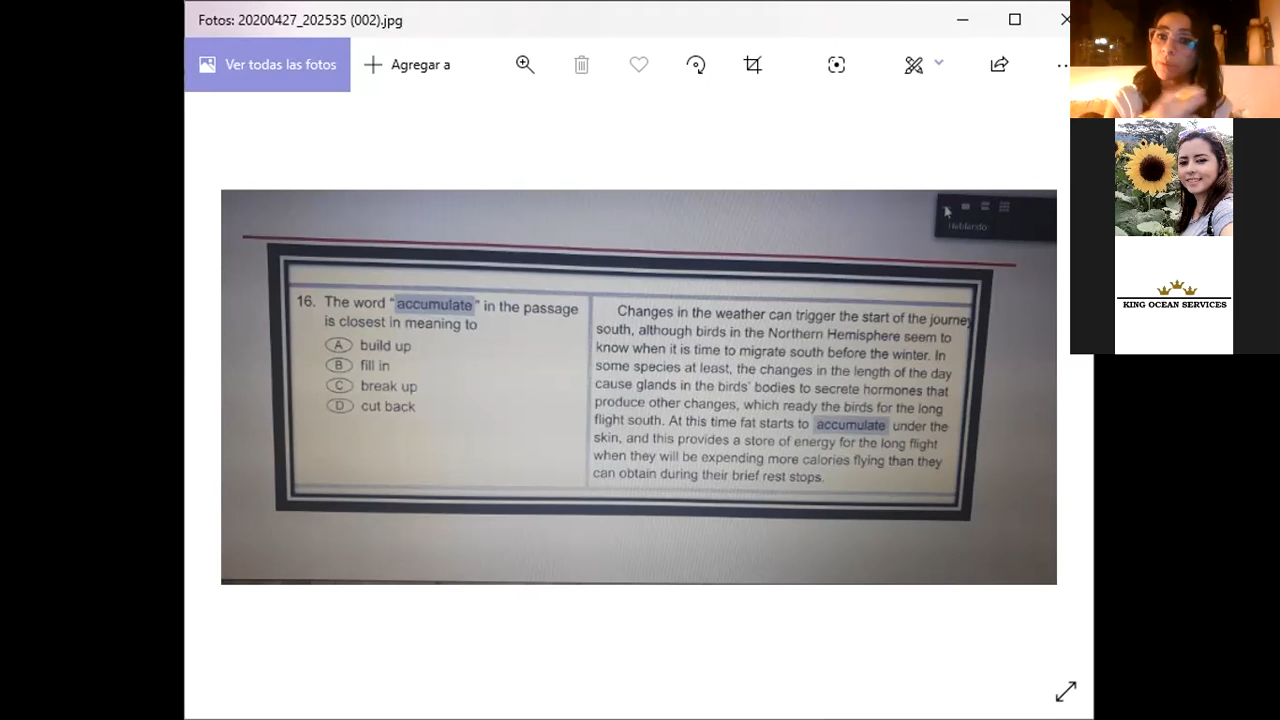 Fotos: 20200427_202535 (002).jpg
Ver todas las fotos
Agregar a
Hablando:
16. The word "accumulate" in the passage
is closest in meaning to
A build up
B fill in
C break up
D cut back
Changes in the weather can trigger the start of the journey
south, although birds in the Northern Hemisphere seem to
know when it is time to migrate south before the winter. In
some species at least, the changes in the length of the day
cause glands in the birds' bodies to secrete hormones that
produce other changes, which ready the birds for the long
flight south. At this time fat starts to accumulate under the
skin, and this provides a store of energy for the long flight
when they will be expending more calories flying than they
can obtain during their brief rest stops.
KING OCEAN SERVICES